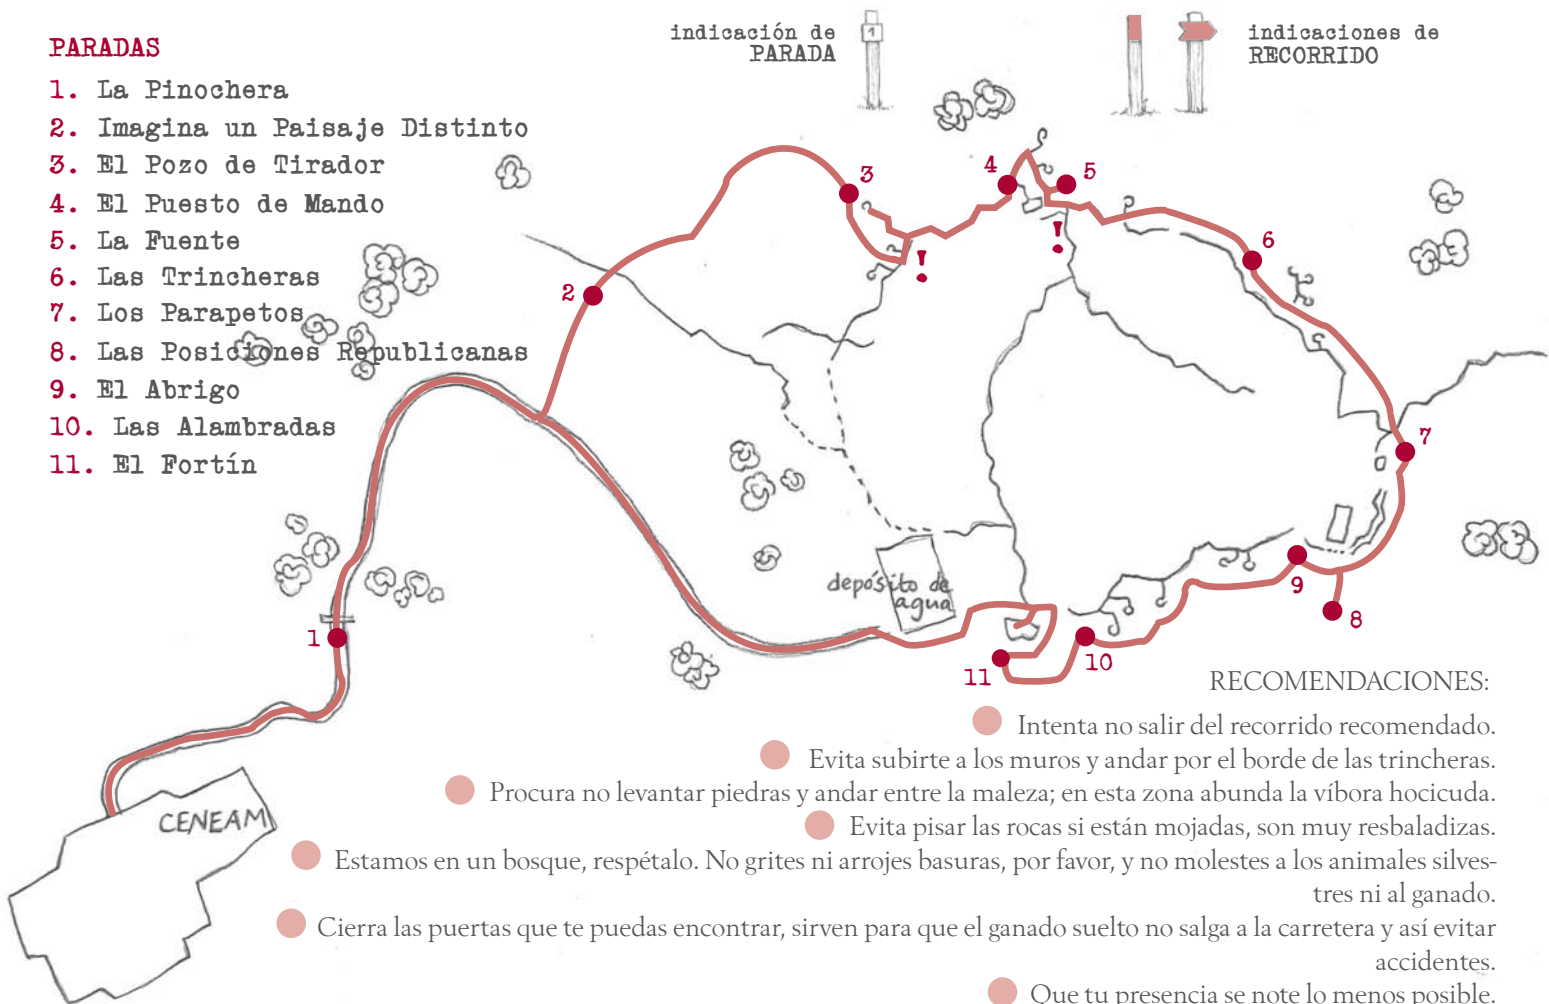 PARADAS
1. La Pinochera
2. Imagina un Paisaje Distinto
3. El Pozo de Tirador
4. El Puesto de Mando
5. La Fuente
6. Las Trincheras
7. Los Parapetos
8. Las Posiciones Republicanas
9. El Abrigo
10. Las Alambradas
11. El Fortín
indicación de
PARADA
1
indicaciones de
RECORRIDO
1
2
3
!
4
5
!
6
7
8
9
10
11
depósito de
agua
CENEAM
RECOMENDACIONES:
Intenta no salir del recorrido recomendado.
Evita subirte a los muros y andar por el borde de las trincheras.
Procura no levantar piedras y andar entre la maleza; en esta zona abunda la víbora hocicuda.
Evita pisar las rocas si están mojadas, son muy resbaladizas.
Estamos en un bosque, respétalo. No grites ni arrojes basuras, por favor, y no molestes a los animales silves-
tres ni al ganado.
Cierra las puertas que te puedas encontrar, sirven para que el ganado suelto no salga a la carretera y así evitar
accidentes.
Que tu presencia se note lo menos posible.